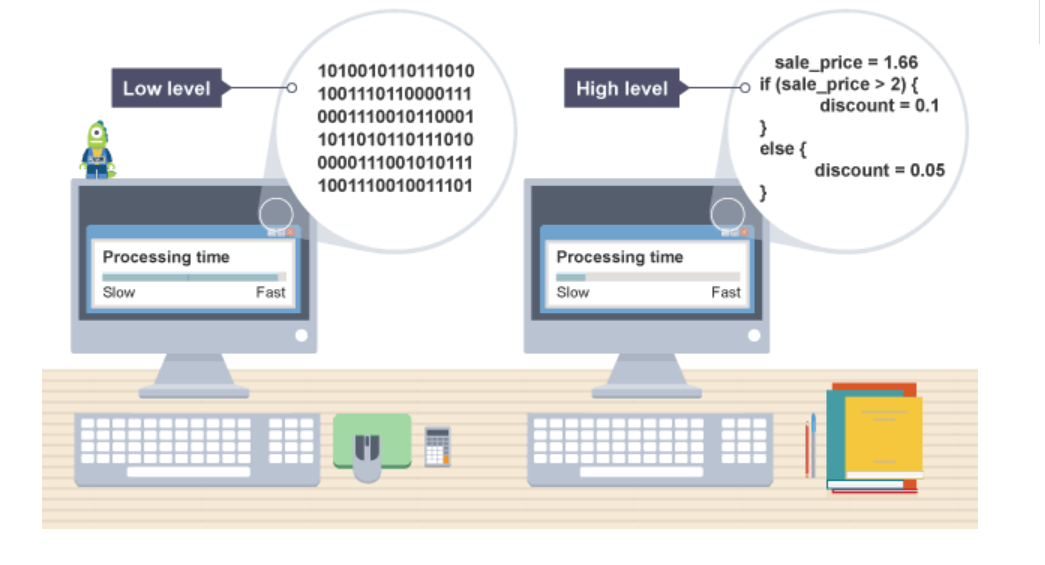 Low level
1010010110111010
1001110110000111
0001110010110001
1011010110111010
0000111001010111
1001110010011101
Processing time
Slow Fast
High level
sale_price = 1.66
if (sale_price > 2) {
discount = 0.1
}
else {
discount = 0.05
}
Processing time
Slow Fast